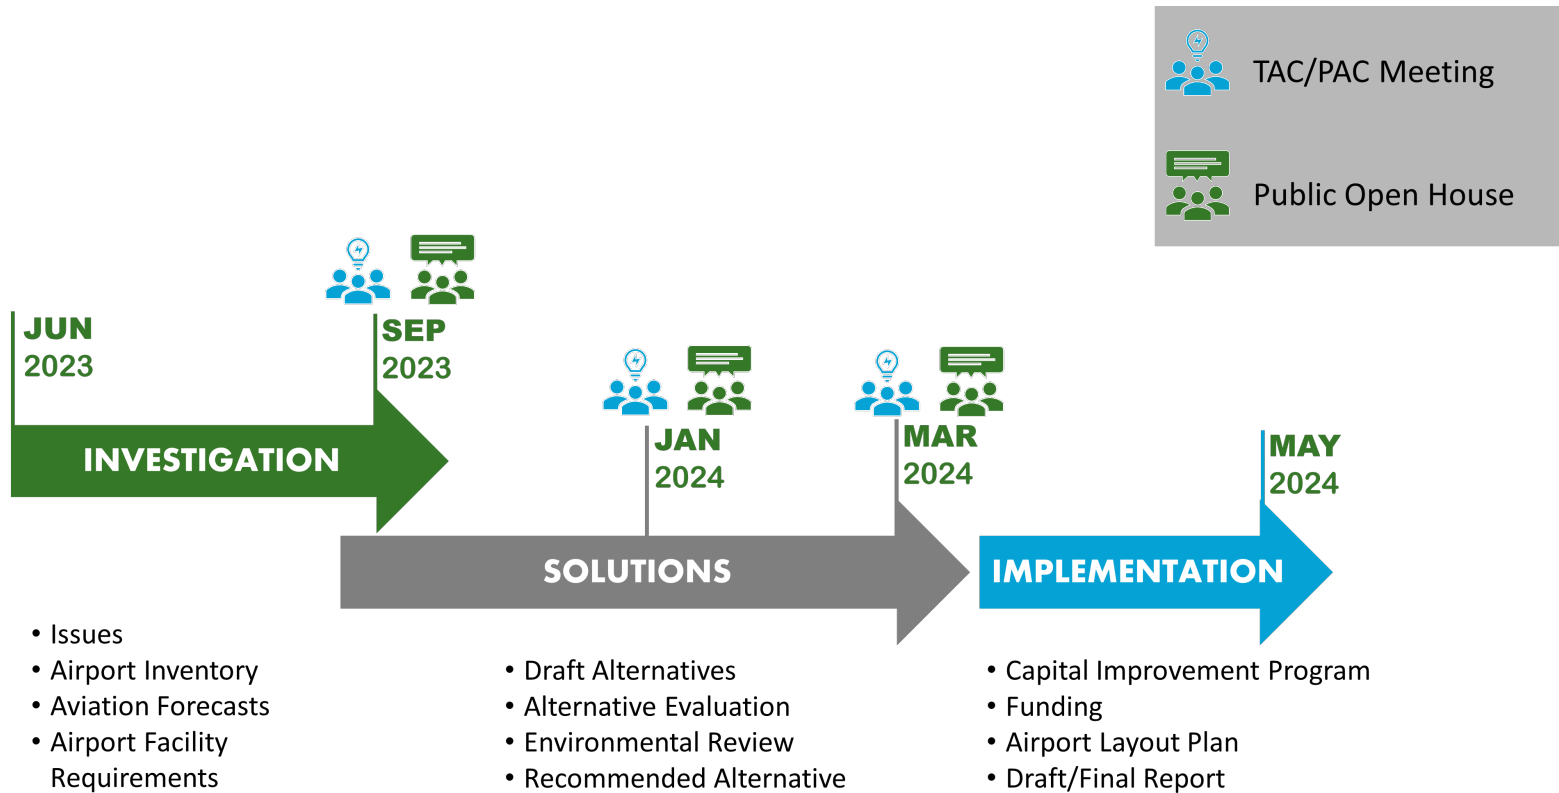 TAC/PAC Meeting
Public Open House
JUN
2023
SEP
2023
JAN
2024
MAR
2024
MAY
2024
INVESTIGATION
SOLUTIONS
IMPLEMENTATION
• Issues
• Airport Inventory
• Aviation Forecasts
• Airport Facility
Requirements
• Draft Alternatives
• Alternative Evaluation
• Environmental Review
• Recommended Alternative
• Capital Improvement Program
• Funding
• Airport Layout Plan
• Draft/Final Report